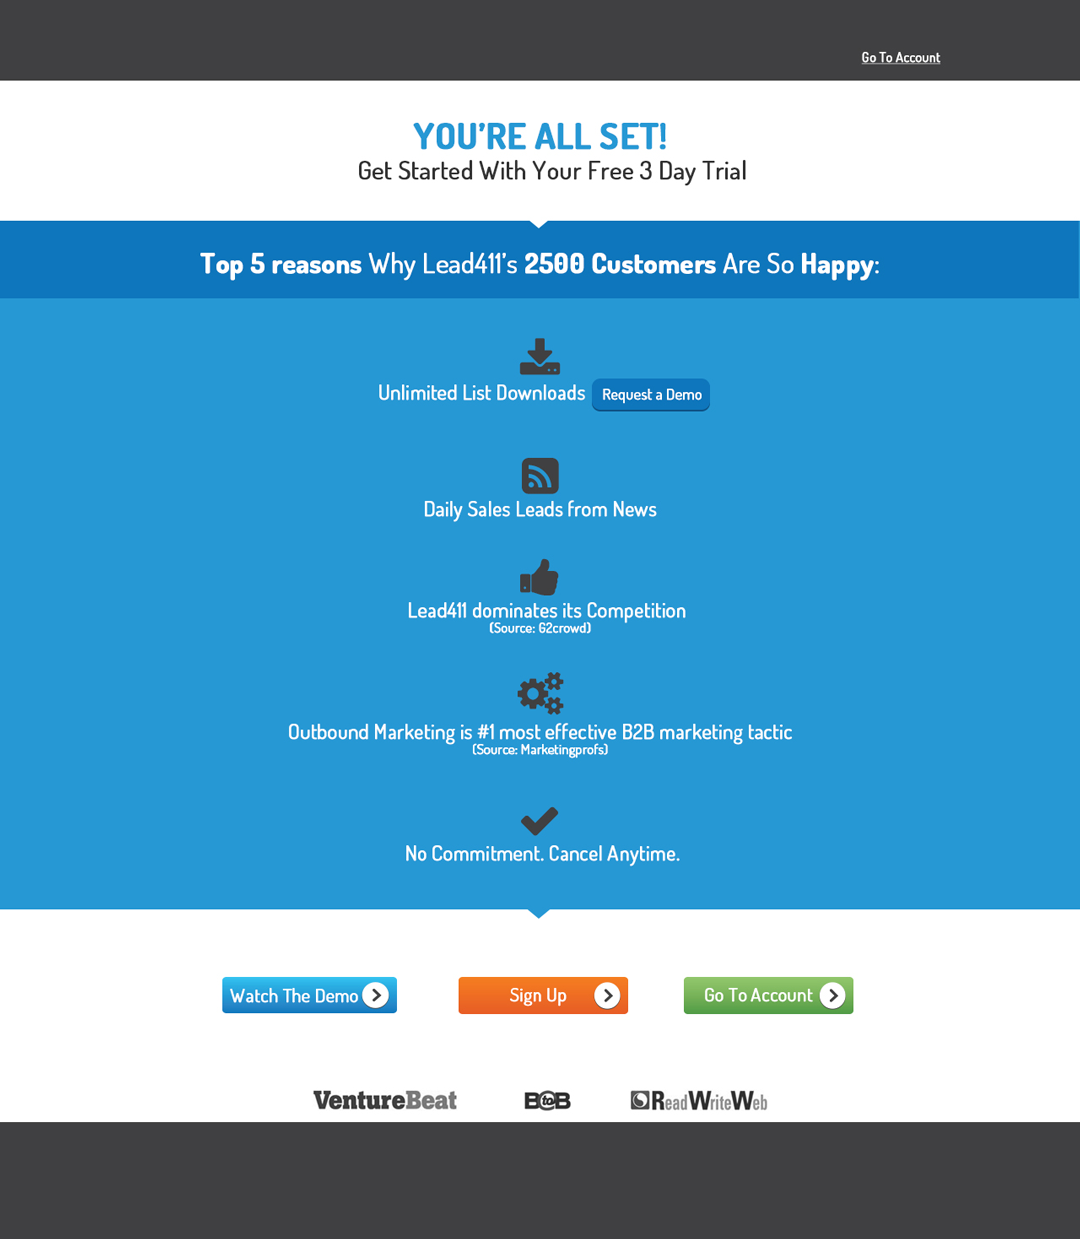 Go To Account
YOU'RE ALL SET!
Get Started With Your Free 3 Day Trial
Top 5 reasons Why Lead411's 2500 Customers Are So Happy:
Unlimited List Downloads Request a Demo
Daily Sales Leads from News
Lead411 dominates its Competition
(Source: G2crowd)
Outbound Marketing is #1 most effective B2B marketing tactic
(Source: Marketingprofs)
No Commitment. Cancel Anytime.
Watch The Demo Sign Up Go To Account
VentureBeat BtoB ReadWriteWeb